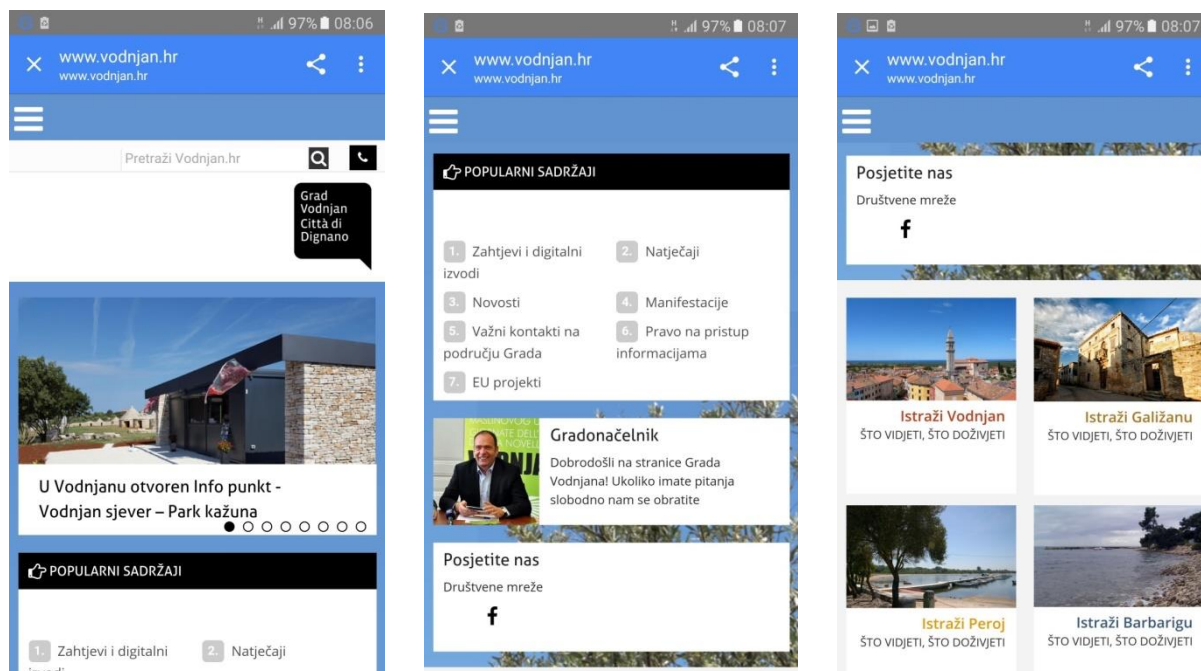 97% 08:06
www.vodnjan.hr
www.vodnjan.hr
Pretraži Vodnjan.hr
Grad
Vodnjan
Città di
Dignano
U Vodnjanu otvoren Info punkt -
Vodnjan sjever – Park kažuna
POPULARNI SADRŽAJI
1. Zahtjevi i digitalni
2. Natječaji
97% 08:07
www.vodnjan.hr
www.vodnjan.hr
POPULARNI SADRŽAJI
1. Zahtjevi i digitalni
izvodi
2. Natječaji
3. Novosti
4. Manifestacije
5. Važni kontakti na
području Grada
6. Pravo na pristup
informacijama
7. EU projekti
Gradonačelnik
Dobrodošli na stranice Grada
Vodnjana! Ukoliko imate pitanja
slobodno nam se obratite
Posjetite nas
Društvene mreže
97% 08:07
www.vodnjan.hr
www.vodnjan.hr
Posjetite nas
Društvene mreže
Istraži Vodnjan
ŠTO VIDJETI, ŠTO DOŽIVJETI
Istraži Galižanu
ŠTO VIDJETI, ŠTO DOŽIVJETI
Istraži Peroj
ŠTO VIDJETI, ŠTO DOŽIVJETI
Istraži Barbarigu
ŠTO VIDJETI, ŠTO DOŽIVJETI